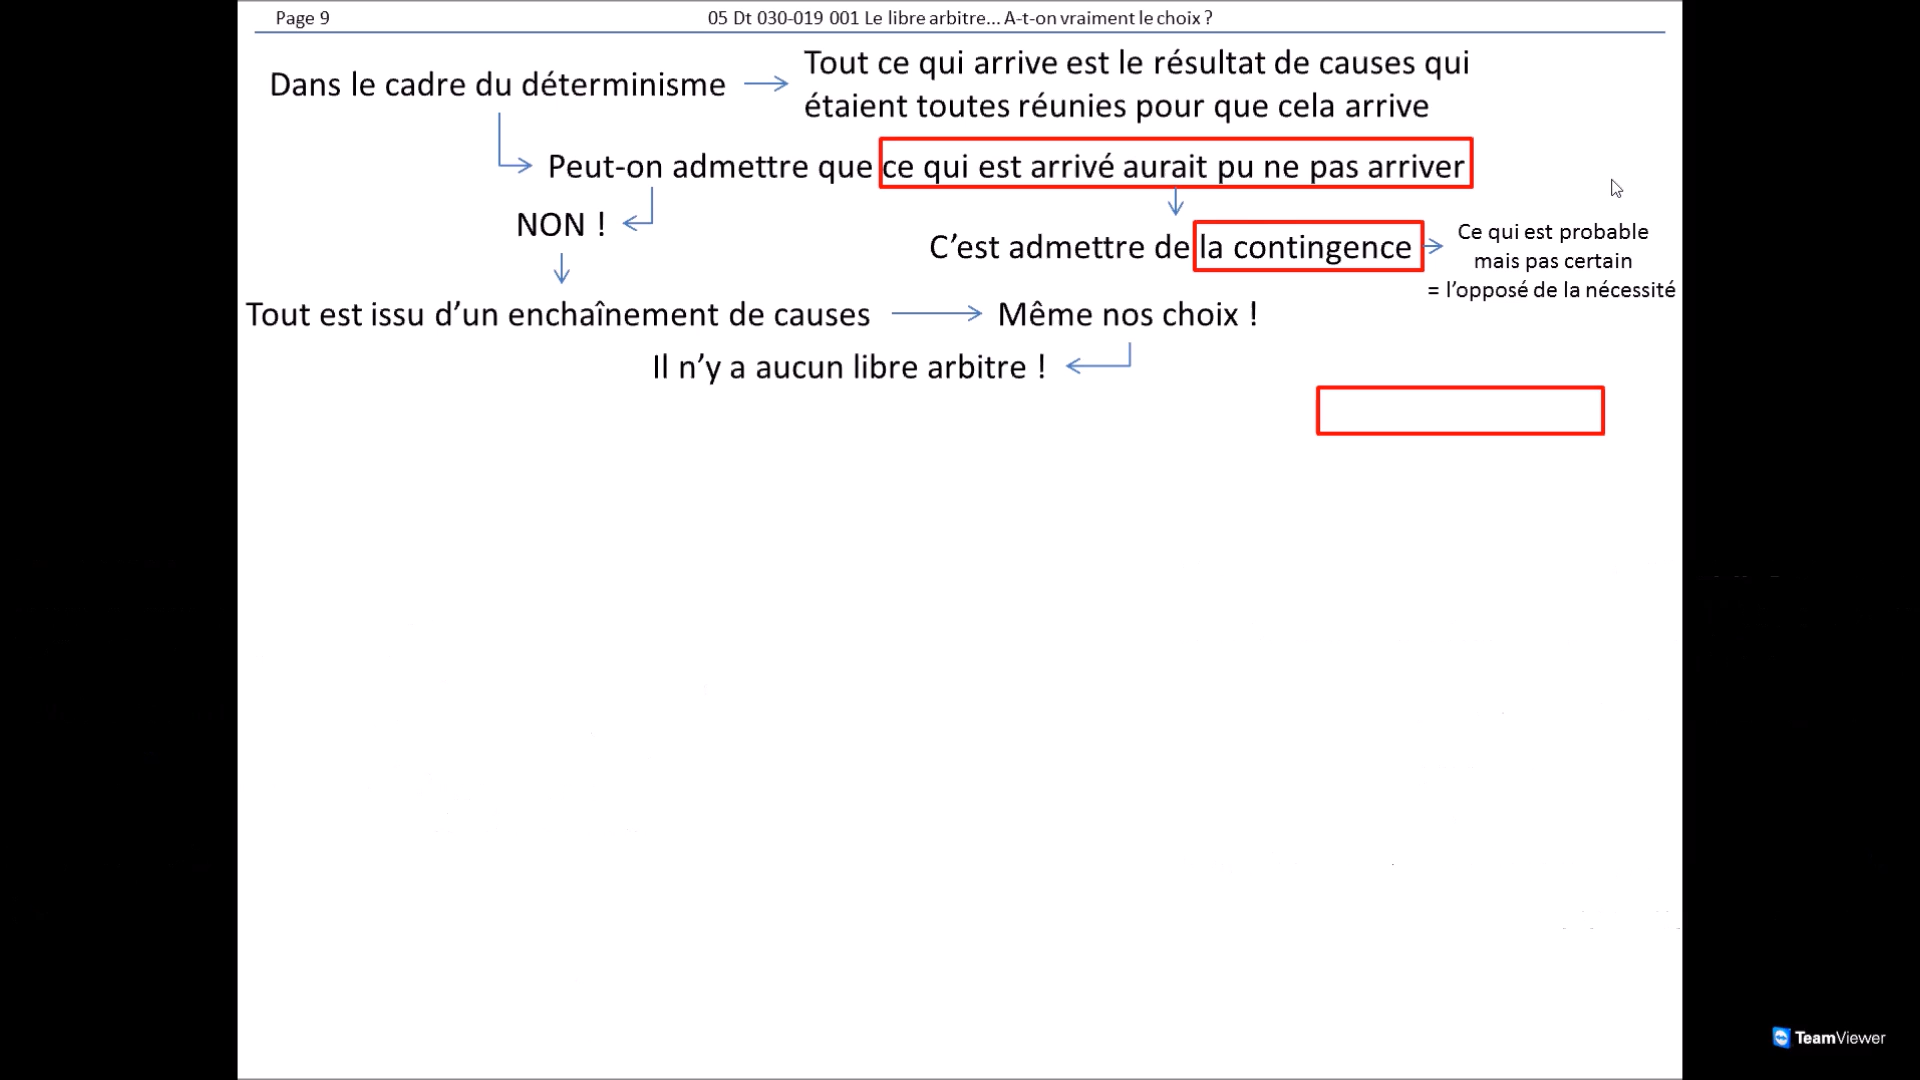 Page 9
05 Dt 030-019 001 Le libre arbitre... A-t-on vraiment le choix ?
Dans le cadre du déterminisme
Tout ce qui arrive est le résultat de causes qui
étaient toutes réunies pour que cela arrive
Peut-on admettre que ce qui est arrivé aurait pu ne pas arriver
NON !
C’est admettre de la contingence
Ce qui est probable
mais pas certain
= l’opposé de la nécessité
Tout est issu d’un enchaînement de causes
Même nos choix !
Il n’y a aucun libre arbitre !
TeamViewer